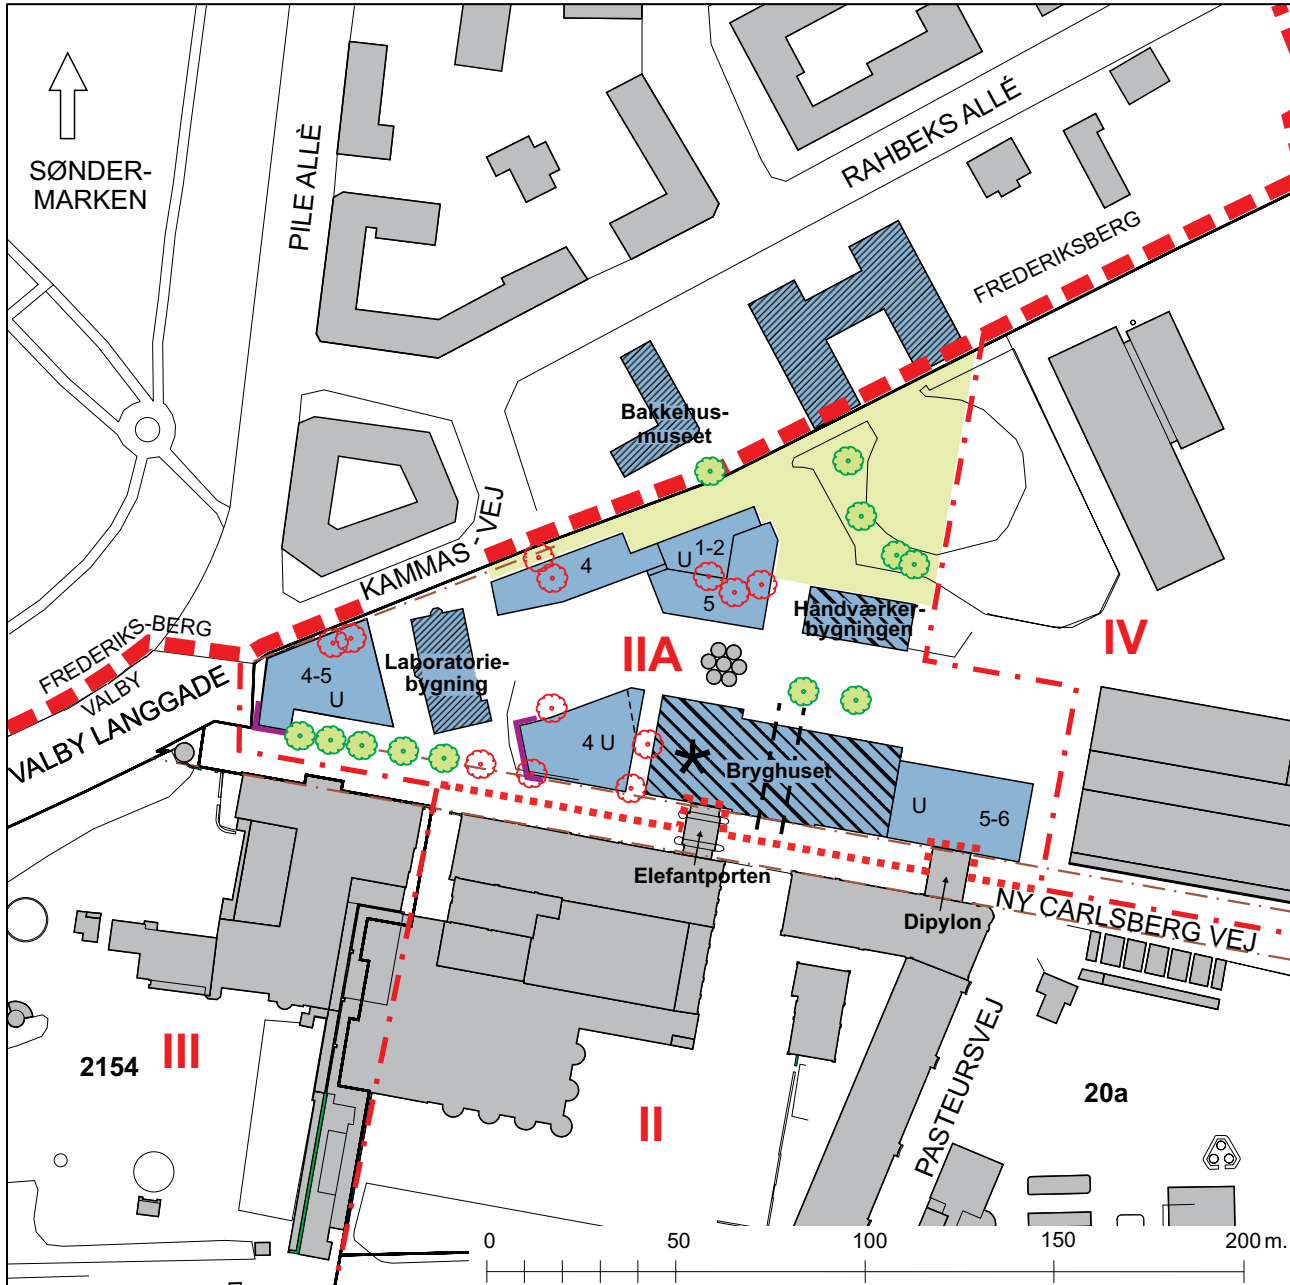 SØNDER-
MARKEN
PILE ALLÈ
RAHBEKS ALLÉ
FREDERIKSBERG
Bakkehus-
museet
KAMMAS-VEJ
FREDERIKS-BERG
VALBY
VALBY LANGGADE
4
U
1-2
5
Håndværker-
bygningen
IIA
IV
Laboratorie-
bygning
4-5
U
4 U
Bryghuset
U
5-6
Elefantporten
Dipylon
NY CARLSBERG VEJ
PASTEURSVEJ
III
2154
II
20a
0
50
100
150
200 m.